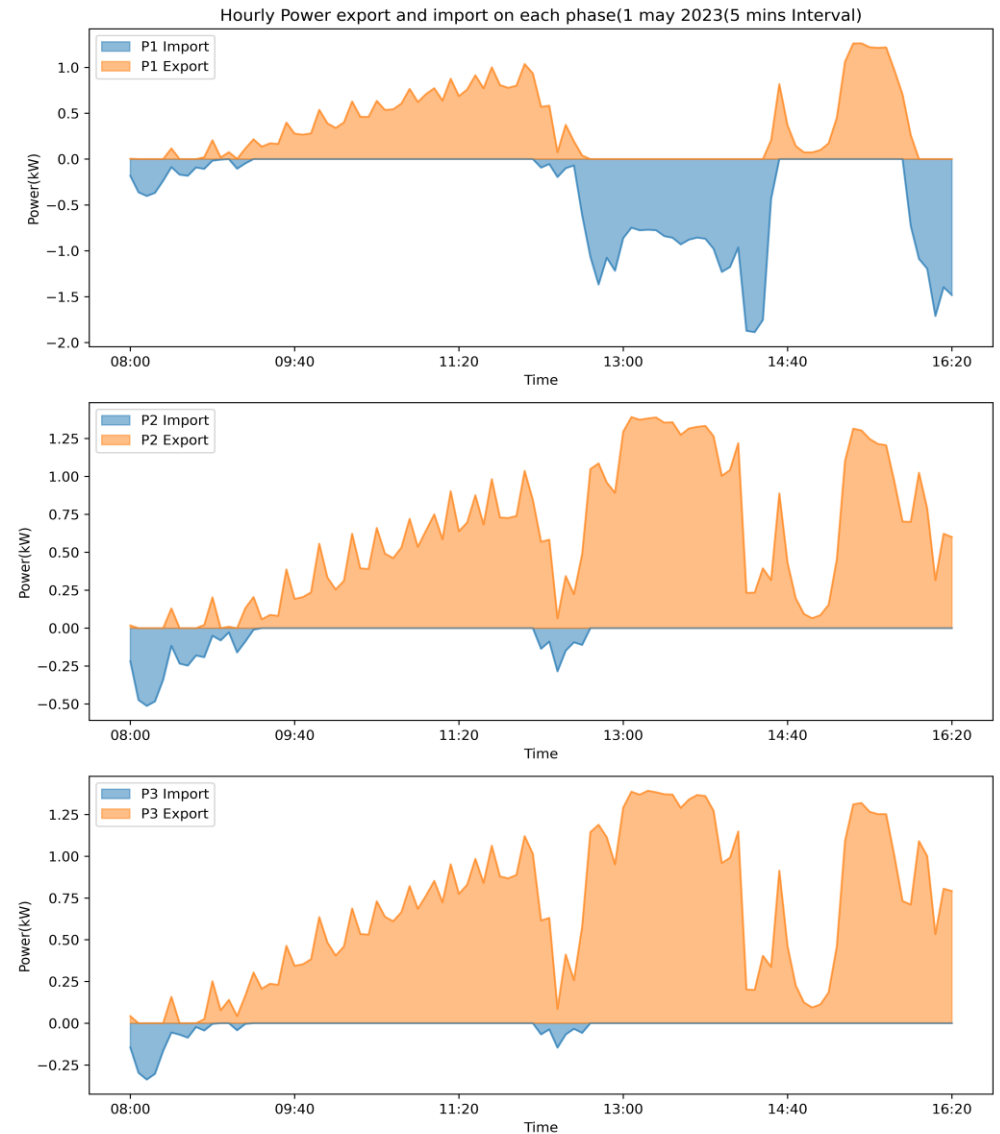 Hourly Power export and import on each phase(1 may 2023(5 mins Interval)
P1 Import
P1 Export
1.0
0.5
0.0
−0.5
−1.0
−1.5
−2.0
Power(kW)
08:00 09:40 11:20 13:00 14:40 16:20
Time
P2 Import
P2 Export
1.25
1.00
0.75
0.50
0.25
0.00
−0.25
−0.50
Power(kW)
08:00 09:40 11:20 13:00 14:40 16:20
Time
P3 Import
P3 Export
1.25
1.00
0.75
0.50
0.25
0.00
−0.25
Power(kW)
08:00 09:40 11:20 13:00 14:40 16:20
Time